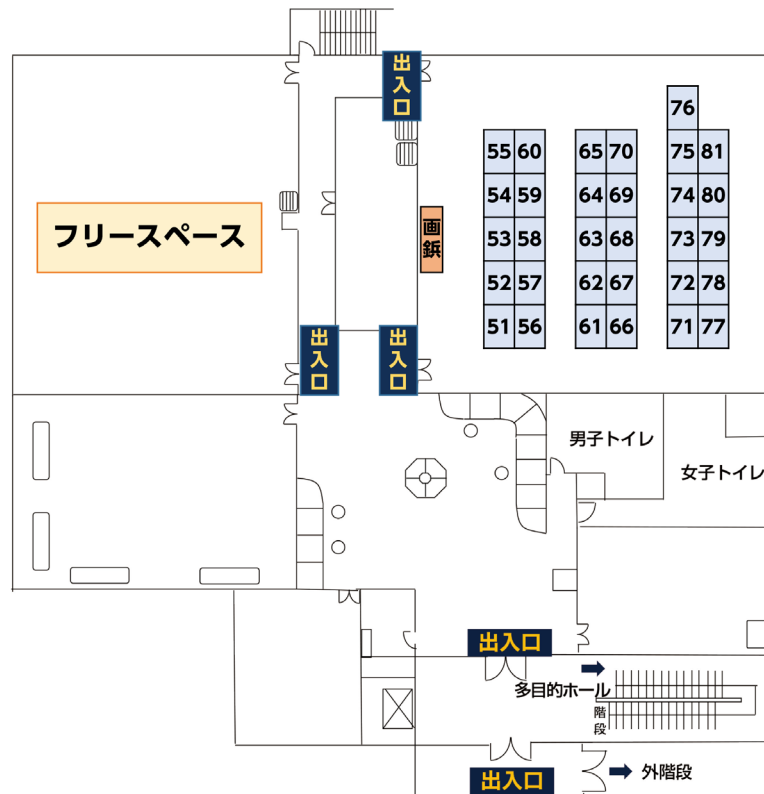 出入口
76
55 60 65 70 75 81
54 59 64 69 74 80
フリースペース
画鋲
53 58 63 68 73 79
52 57 62 67 72 78
51 56 61 66 71 77
出入口
出入口
男子トイレ
女子トイレ
出入口
多目的ホール
階段
外階段
出入口